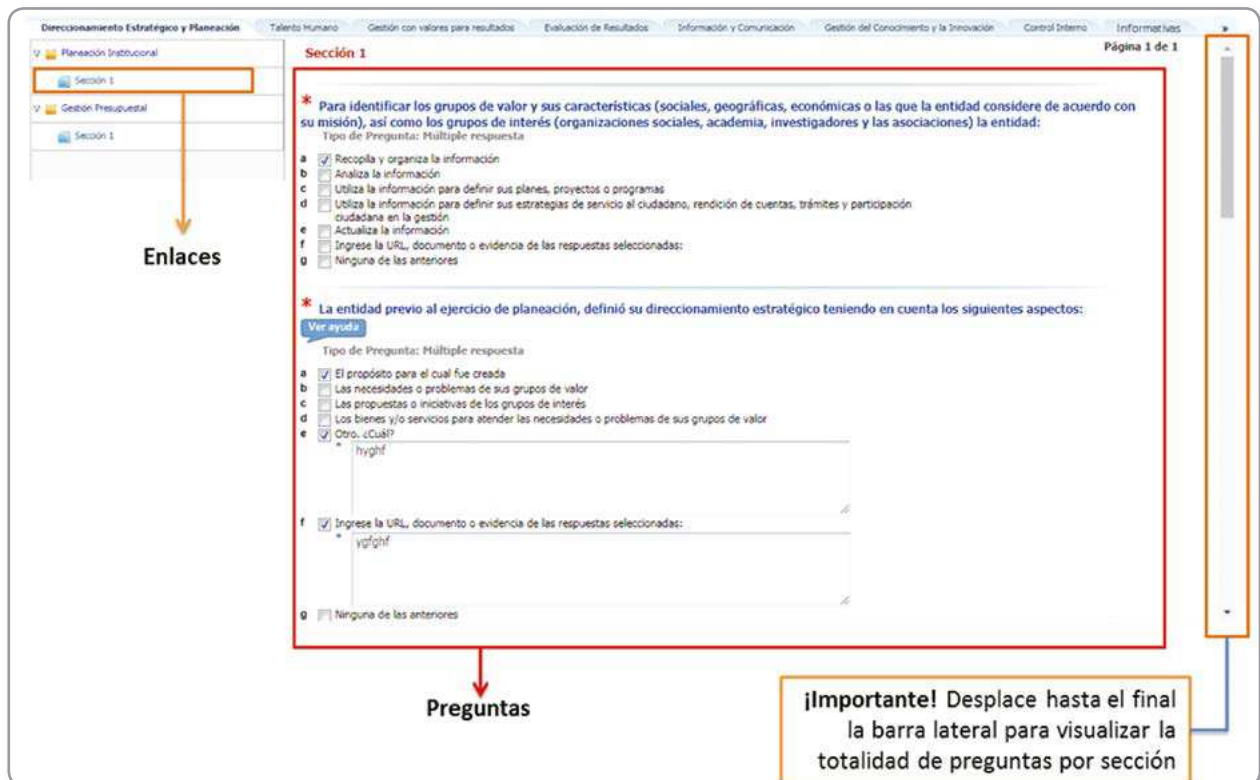 Direccionamiento Estratégico y Planeación Talento Humano Gestión con valores para resultados Evaluación de Resultados Información y Comunicación Gestión del Conocimiento y la Innovación Control Interno Informativas »
Planeación Institucional
Sección 1
Gestión Presupuestal
Sección 1
Enlaces
Sección 1
Página 1 de 1
* Para identificar los grupos de valor y sus características (sociales, geográficas, económicas o las que la entidad considere de acuerdo con
su misión), así como los grupos de interés (organizaciones sociales, academia, investigadores y las asociaciones) la entidad:
Tipo de Pregunta: Múltiple respuesta
a Recopila y organiza la información
b Analiza la información
c Utiliza la información para definir sus planes, proyectos o programas
d Utiliza la información para definir sus estrategias de servicio al ciudadano, rendición de cuentas, trámites y participación
ciudadana en la gestión
e Actualiza la información
f Ingrese la URL, documento o evidencia de las respuestas seleccionadas:
g Ninguna de las anteriores
* La entidad previo al ejercicio de planeación, definió su direccionamiento estratégico teniendo en cuenta los siguientes aspectos:
Ver ayuda
Tipo de Pregunta: Múltiple respuesta
a El propósito para el cual fue creada
b Las necesidades o problemas de sus grupos de valor
c Las propuestas o iniciativas de los grupos de interés
d Los bienes y/o servicios para atender las necesidades o problemas de sus grupos de valor
e Otro. ¿Cuál?
* hyghf
f Ingrese la URL, documento o evidencia de las respuestas seleccionadas:
* ygfghf
g Ninguna de las anteriores
Preguntas
¡Importante! Desplace hasta el final
la barra lateral para visualizar la
totalidad de preguntas por sección